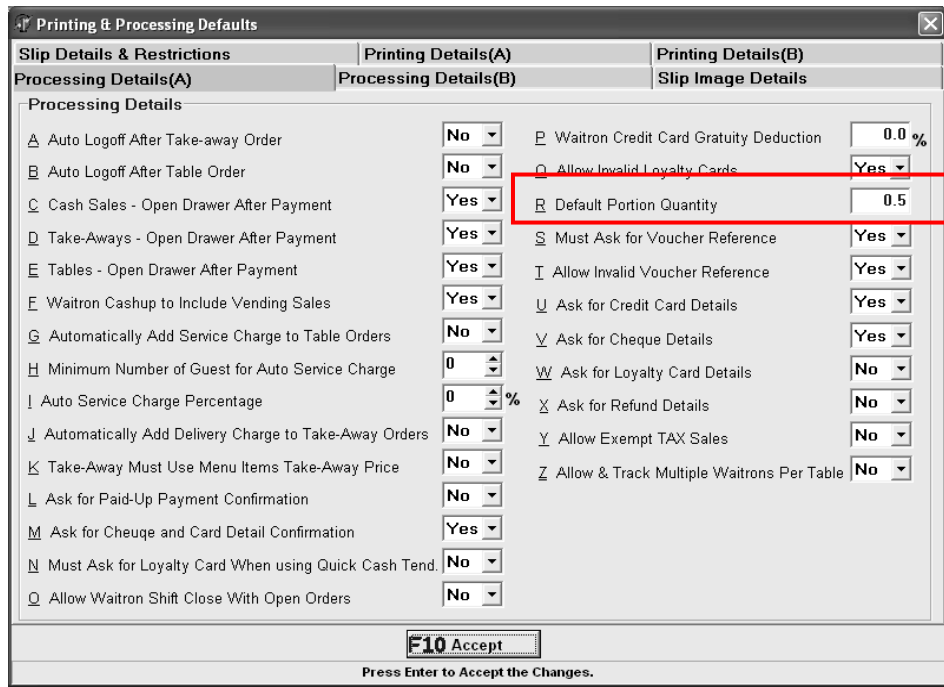 Printing & Processing Defaults
Slip Details & Restrictions
Printing Details(A)
Printing Details(B)
Processing Details(A)
Processing Details(B)
Slip Image Details
Processing Details
A Auto Logoff After Take-away Order No
B Auto Logoff After Table Order No
C Cash Sales - Open Drawer After Payment Yes
D Take-Aways - Open Drawer After Payment Yes
E Tables - Open Drawer After Payment Yes
F Waitron Cashup to Include Vending Sales Yes
G Automatically Add Service Charge to Table Orders No
H Minimum Number of Guest for Auto Service Charge 0
I Auto Service Charge Percentage 0 %
J Automatically Add Delivery Charge to Take-Away Orders No
K Take-Away Must Use Menu Items Take-Away Price No
L Ask for Paid-Up Payment Confirmation No
M Ask for Cheuqe and Card Detail Confirmation Yes
N Must Ask for Loyalty Card When using Quick Cash Tend. No
O Allow Waitron Shift Close With Open Orders No
P Waitron Credit Card Gratuity Deduction 0.0 %
Q Allow Invalid Loyalty Cards Yes
R Default Portion Quantity 0.5
S Must Ask for Voucher Reference Yes
T Allow Invalid Voucher Reference Yes
U Ask for Credit Card Details Yes
V Ask for Cheque Details Yes
W Ask for Loyalty Card Details No
X Ask for Refund Details No
Y Allow Exempt TAX Sales No
Z Allow & Track Multiple Waitrons Per Table No
F10 Accept
Press Enter to Accept the Changes.